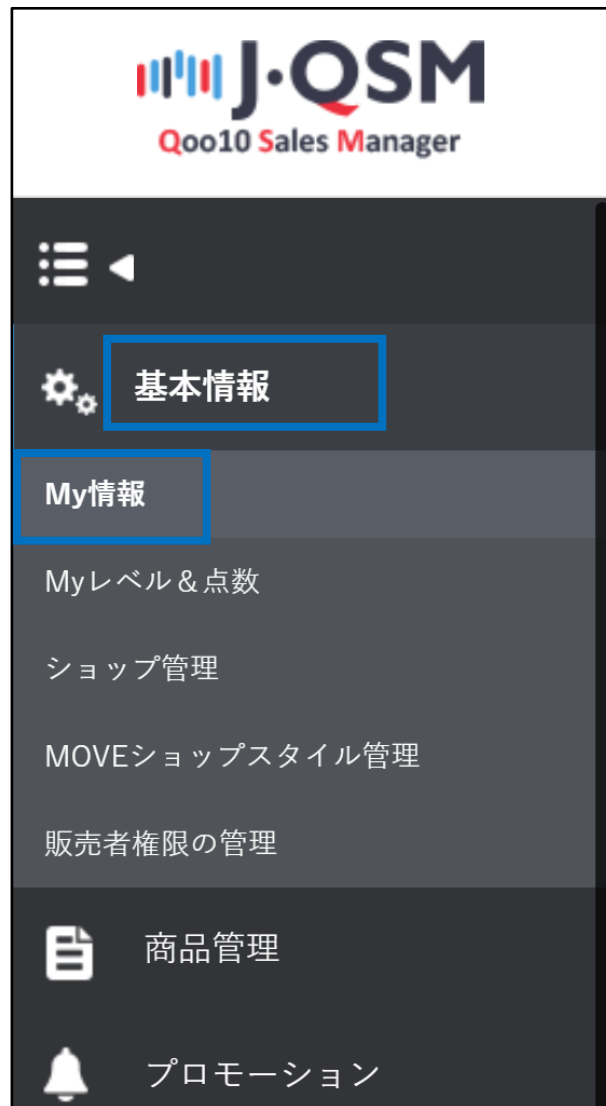 J·QSM
Qoo10 Sales Manager
基本情報
My情報
Myレベル＆点数
ショップ管理
MOVEショップスタイル管理
販売者権限の管理
商品管理
プロモーション